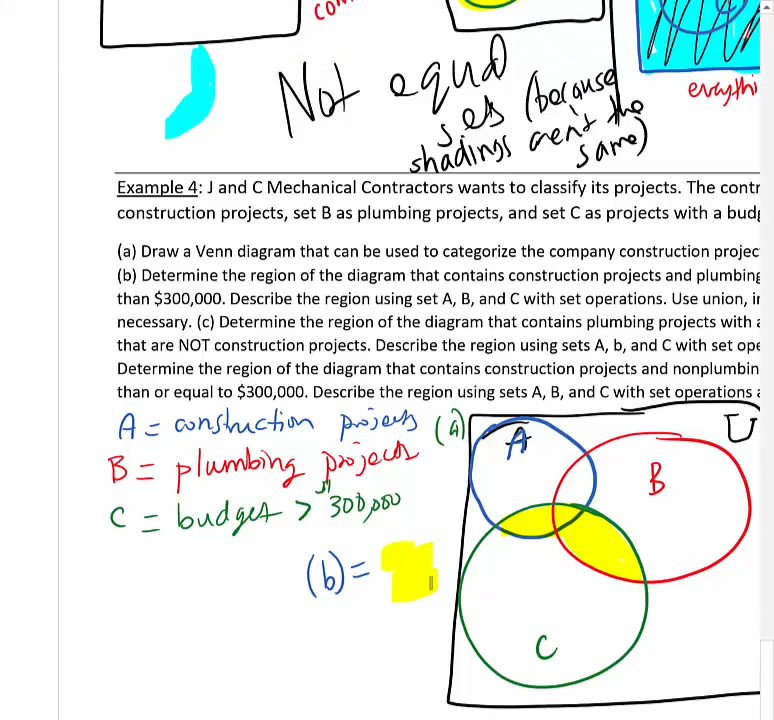 con
Not equal
sets (because
shadings aren't the
same)
Example 4: J and C Mechanical Contractors wants to classify its projects. The contr
construction projects, set B as plumbing projects, and set C as projects with a budg
(a) Draw a Venn diagram that can be used to categorize the company construction projec
(b) Determine the region of the diagram that contains construction projects and plumbing
than $300,000. Describe the region using set A, B, and C with set operations. Use union, in
necessary. (c) Determine the region of the diagram that contains plumbing projects with a
that are NOT construction projects. Describe the region using sets A, b, and C with set ope
Determine the region of the diagram that contains construction projects and nonplumbin
than or equal to $300,000. Describe the region using sets A, B, and C with set operations a
A = construction projects (a)
B = plumbing projects
C = budget > $300,000
(b) =
U
A
B
C